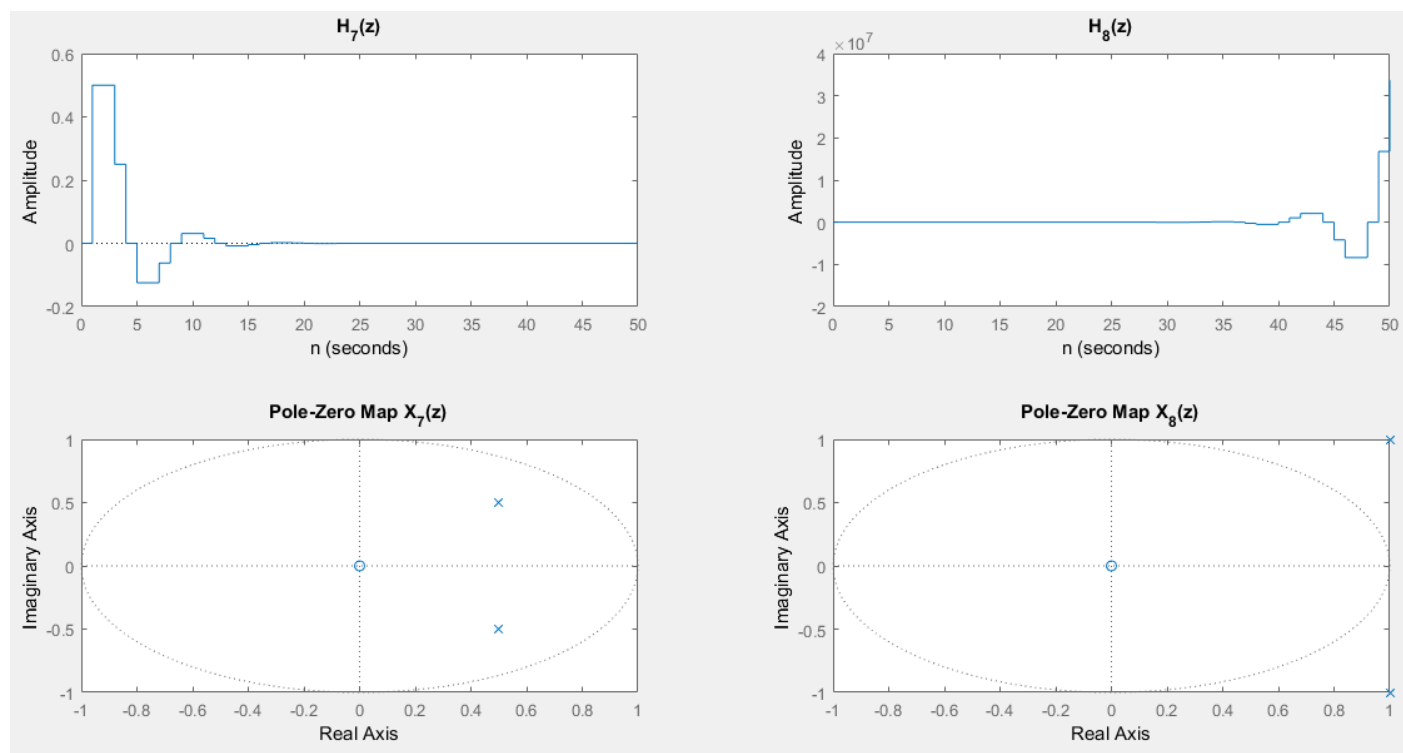 H7(z)
0.6
0.4
0.2
0
-0.2
Amplitude
0 5 10 15 20 25 30 35 40 45 50
n (seconds)
H8(z)
×10^7
4
3
2
1
0
-1
-2
Amplitude
0 5 10 15 20 25 30 35 40 45 50
n (seconds)
Pole-Zero Map X7(z)
1
0.5
0
-0.5
-1
Imaginary Axis
-1 -0.8 -0.6 -0.4 -0.2 0 0.2 0.4 0.6 0.8 1
Real Axis
Pole-Zero Map X8(z)
1
0.5
0
-0.5
-1
Imaginary Axis
-1 -0.8 -0.6 -0.4 -0.2 0 0.2 0.4 0.6 0.8 1
Real Axis